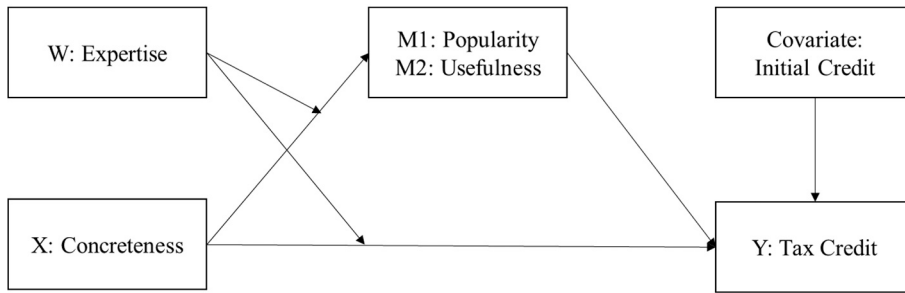 W: Expertise
M1: Popularity
M2: Usefulness
Covariate:
Initial Credit
X: Concreteness
Y: Tax Credit